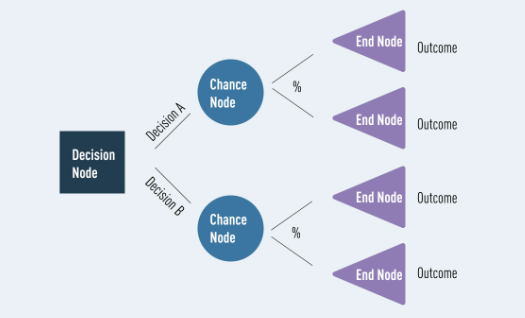 Decision
Node
Decision A
Decision B
Chance
Node
%
Chance
Node
%
End Node
Outcome
End Node
Outcome
End Node
Outcome
End Node
Outcome